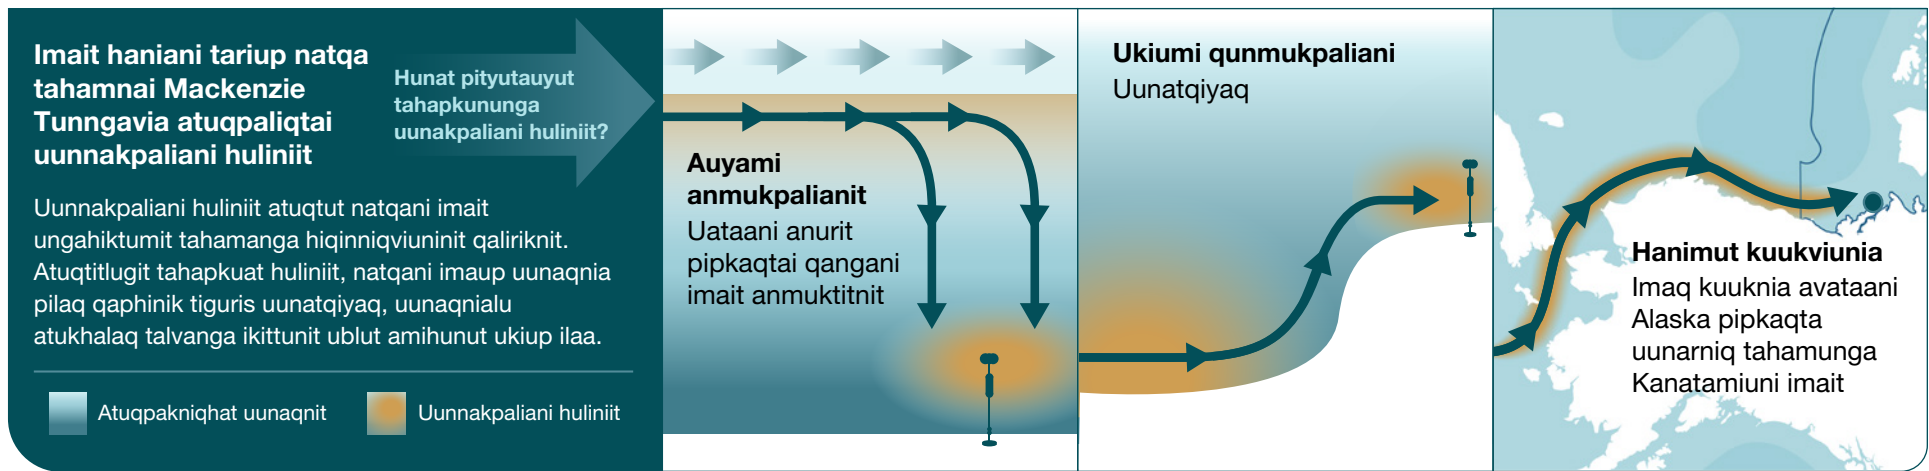 Imait haniani tariup natqa
tahamnai Mackenzie
Tunngavia atuqpaliqtai
uunnakpaliani huliniit
Uunnakpaliani huliniit atuqtut natqani imait
ungahiktumit tahamanga hiqinniqviuninit qaliriknit.
Atuqtitlugit tahapkuat huliniit, natqani imaup uunaqnia
pilaq qaphinik tiguris uunatqiyaq, uunaqnialu
atukhalaq talvanga ikittunit ublut amihunut ukiup ilaa.
Atuqpakniqhat uunaqnit
Uunnakpaliani huliniit
Hunat pityutauyut
tahapkununga
uunakpaliani huliniit?
Auyami
anmukpalianit
Uataani anurit
pipkaqtai qangani
imait anmuktitnit
Ukiumi qunmukpaliani
Uunatqiyaq
Hanimut kuukviunia
Imaq kuuknia avataani
Alaska pipkaqta
uunarniq tahamunga
Kanatamiuni imait